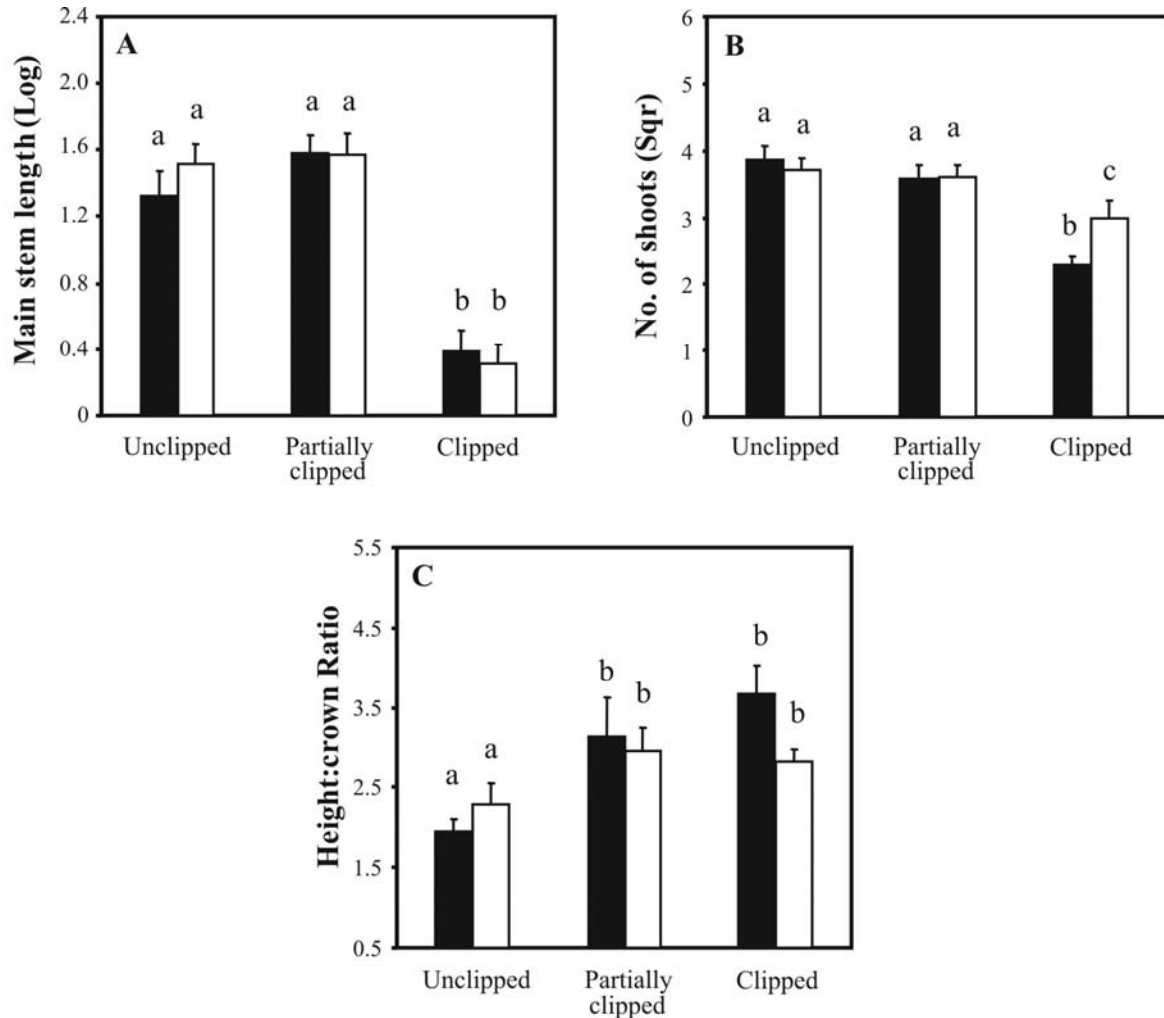 A
Main stem length (Log)
2.4
2.0
1.6
1.2
0.8
0.4
0
a
a
a
a
b
b
Unclipped
Partially
clipped
Clipped
B
No. of shoots (Sqr)
6
5
4
3
2
1
0
a
a
a
a
b
c
Unclipped
Partially
clipped
Clipped
C
Height:crown Ratio
5.5
4.5
3.5
2.5
1.5
0.5
a
a
b
b
b
b
Unclipped
Partially
clipped
Clipped